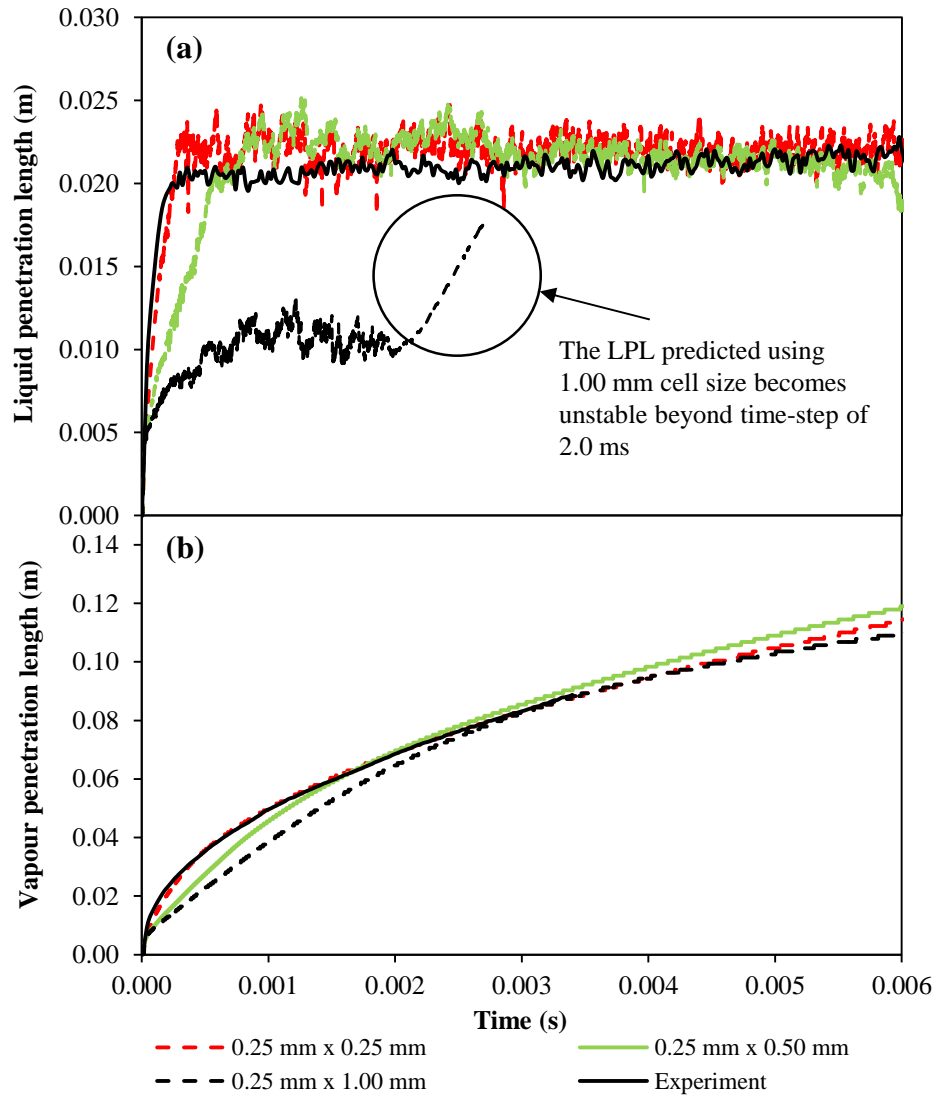 0.030
(a)
0.025
0.020
0.015
0.010
0.005
0.000
Liquid penetration length (m)
The LPL predicted using
1.00 mm cell size becomes
unstable beyond time-step of
2.0 ms
0.14
(b)
0.12
0.10
0.08
0.06
0.04
0.02
0.00
Vapour penetration length (m)
0.000 0.001 0.002 0.003 0.004 0.005 0.006
Time (s)
0.25 mm x 0.25 mm 0.25 mm x 0.50 mm
0.25 mm x 1.00 mm Experiment